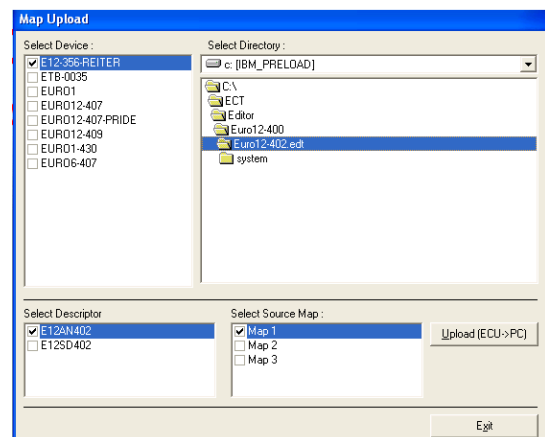 Map Upload
Select Device :
E12-356-REITER
ETB-0035
EURO1
EURO12-407
EURO12-407-PRIDE
EURO12-409
EURO1-430
EURO6-407
Select Directory :
c: [IBM_PRELOAD]
C:\
ECT
Editor
Euro12-400
Euro12-402.edt
system
Select Descriptor
E12AN402
E12SD402
Select Source Map :
Map 1
Map 2
Map 3
Upload (ECU->PC)
Exit